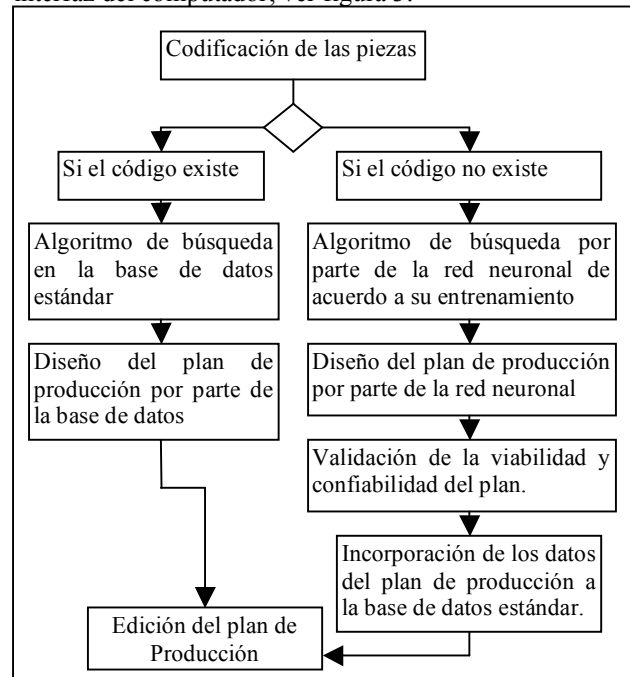 interfaz del computador, ver figura 3.
Codificación de las piezas
Si el código existe
Si el código no existe
Algoritmo de búsqueda
en la base de datos
estándar
Algoritmo de búsqueda por
parte de la red neuronal de
acuerdo a su entrenamiento
Diseño del plan de
producción por parte de
la base de datos
Diseño del plan de producción
por parte de la red neuronal
Validación de la viabilidad y
confiabilidad del plan.
Incorporación de los datos
del plan de producción a
la base de datos estándar.
Edición del plan de
Producción